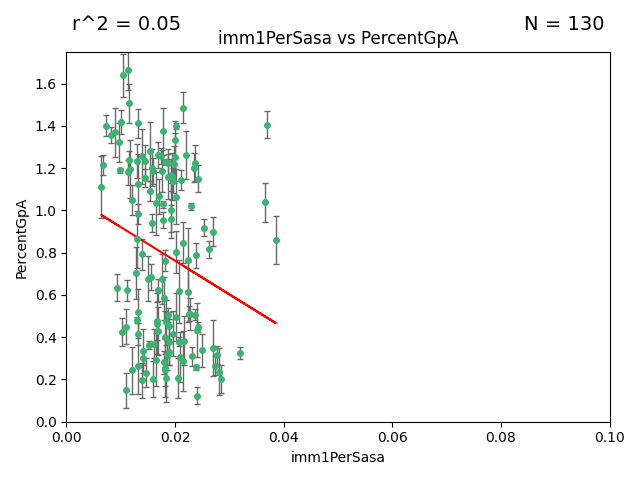 r^2 = 0.05
N = 130
imm1PerSasa vs PercentGpA
PercentGpA
1.6
1.4
1.2
1.0
0.8
0.6
0.4
0.2
0.0
0.00 0.02 0.04 0.06 0.08 0.10
imm1PerSasa